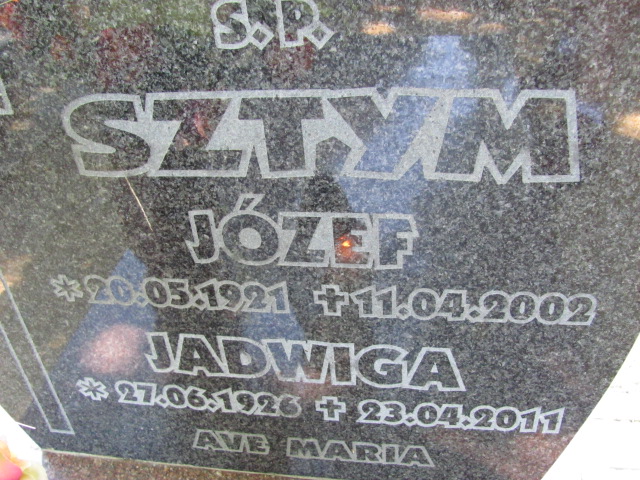 Ś.P.
SZTYM
JÓZEF
* 20.05.1921 ✝ 11.04.2002
JADWIGA
* 27.06.1926 ✝ 23.04.2011
AVE MARIA